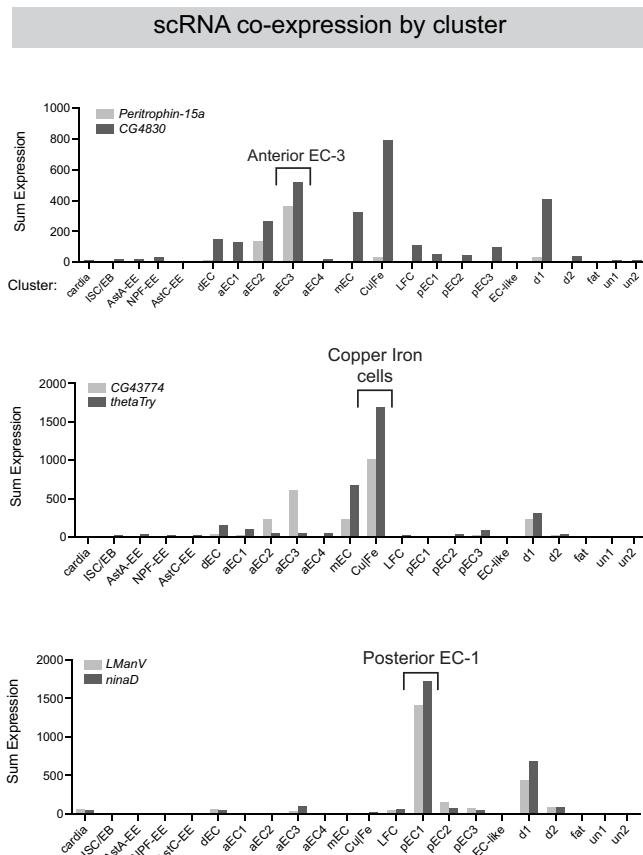 scRNA co-expression by cluster
1000
800
600
400
200
0
Sum Expression
Peritrophin-15a
CG4830
Anterior EC-3
Cluster:
cardia
ISC/EB
AstA-EE
NPF-EE
AstC-EE
dEC
aEC1
aEC2
aEC3
aEC4
mEC
Cu|Fe
LFC
pEC1
pEC2
pEC3
EC-like
d1
d2
fat
un1
un2
Copper Iron
cells
2000
1500
1000
500
0
Sum Expression
CG43774
thetaTry
cardia
ISC/EB
AstA-EE
NPF-EE
AstC-EE
dEC
aEC1
aEC2
aEC3
aEC4
mEC
Cu|Fe
LFC
pEC1
pEC2
pEC3
EC-like
d1
d2
fat
un1
un2
2000
1500
1000
500
0
Sum Expression
LManV
ninaD
Posterior EC-1
cardia
ISC/EB
AstA-EE
NPF-EE
AstC-EE
dEC
aEC1
aEC2
aEC3
aEC4
mEC
Cu|Fe
LFC
pEC1
pEC2
pEC3
EC-like
d1
d2
fat
un1
un2